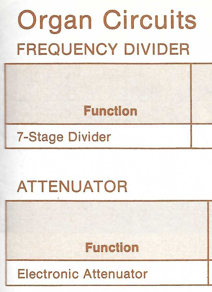 Organ Circuits
FREQUENCY DIVIDER
Function
7-Stage Divider
ATTENUATOR
Function
Electronic Attenuator